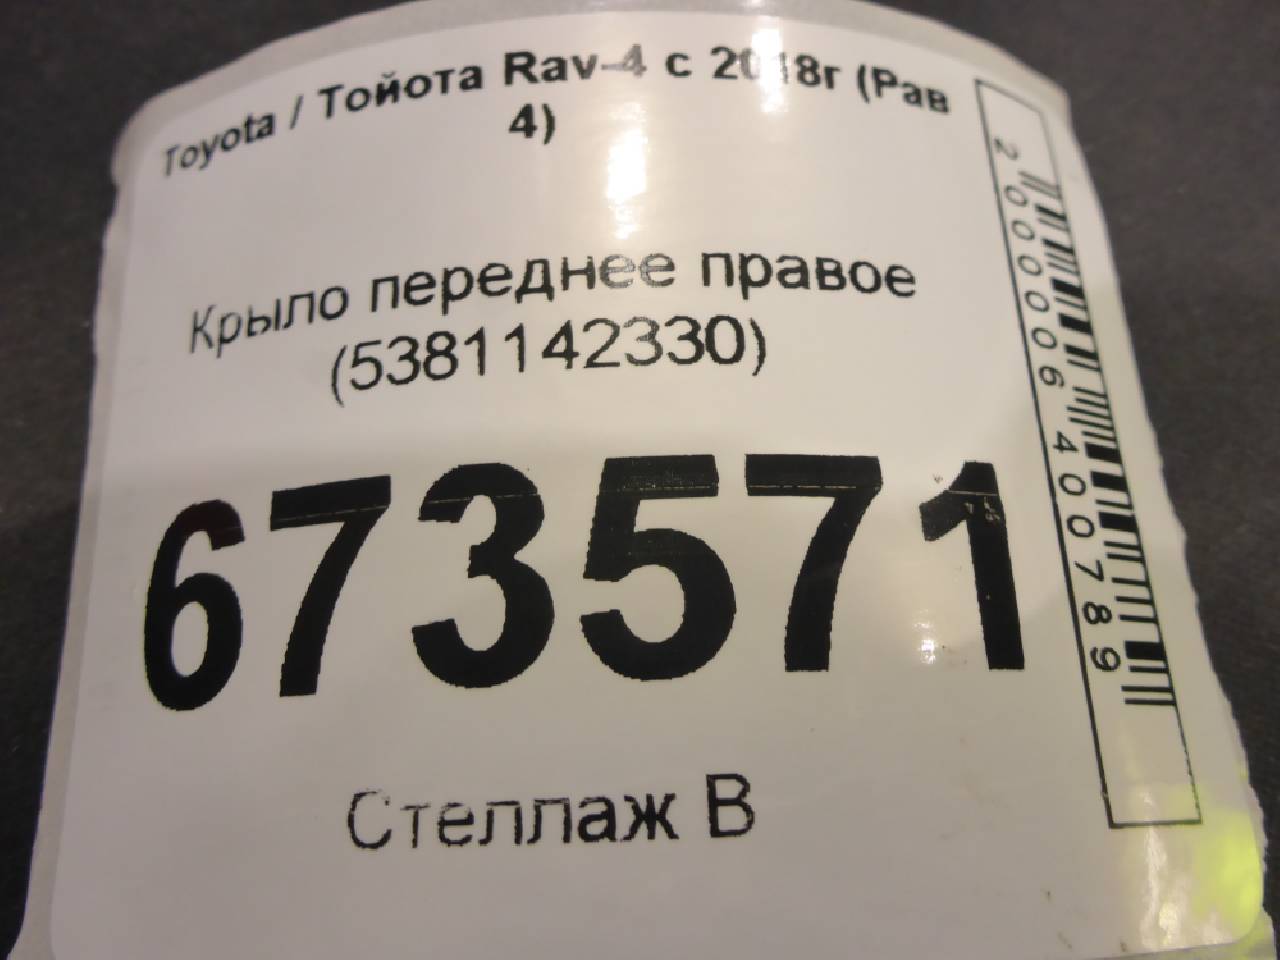 Toyota / Тойота Rav-4 с 2018г (Рав
4)
Крыло переднее правое
(5381142330)
673571
Стеллаж В
2000006400789